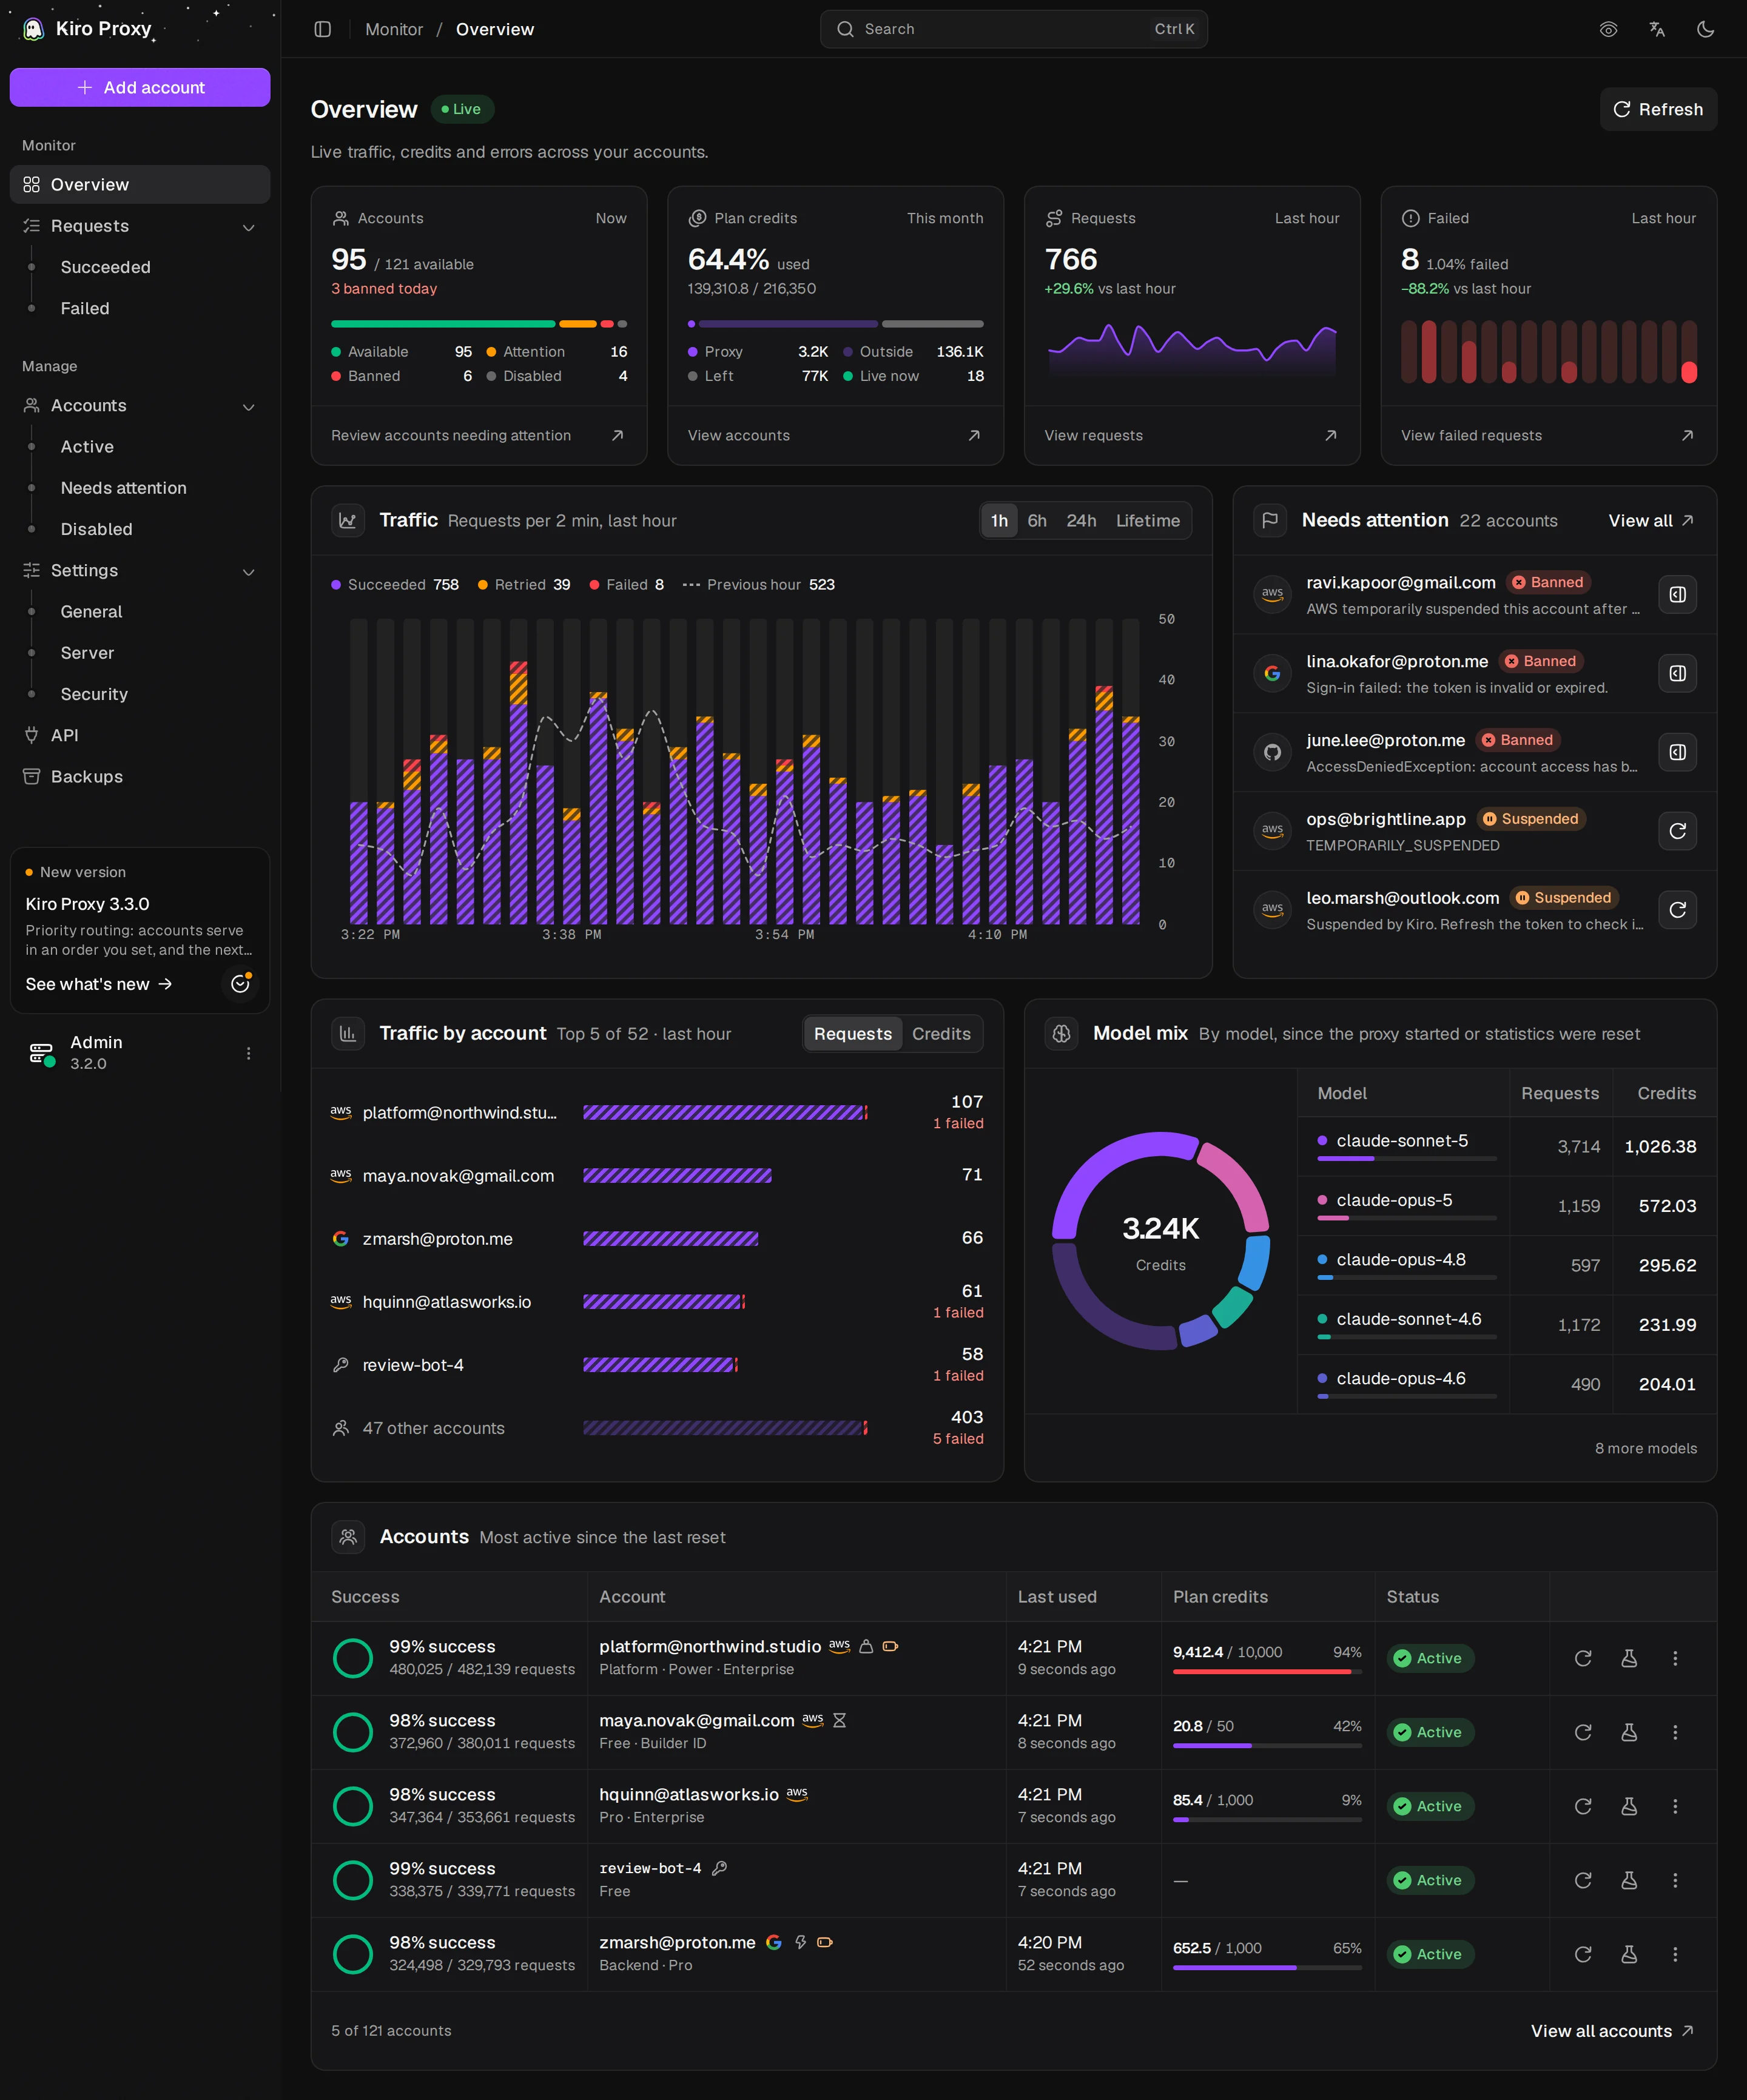 Kiro Proxy
Monitor / Overview
Search
Ctrl K
Add account
Monitor
Overview
Requests
Succeeded
Failed
Manage
Accounts
Active
Needs attention
Disabled
Settings
General
Server
Security
API
Backups
New version
Kiro Proxy 3.3.0
Priority routing: accounts serve
in an order you set, and the next...
See what's new
Admin
3.2.0
Overview
Live
Refresh
Live traffic, credits and errors across your accounts.
Accounts
Now
95 / 121 available
3 banned today
Available 95
Attention 16
Banned 6
Disabled 4
Review accounts needing attention
Plan credits
This month
64.4% used
139,310.8 / 216,350
Proxy 3.2K
Outside 136.1K
Left 77K
Live now 18
View accounts
Requests
Last hour
766
+29.6% vs last hour
View requests
Failed
Last hour
8 1.04% failed
−88.2% vs last hour
View failed requests
Traffic Requests per 2 min, last hour
1h 6h 24h Lifetime
Succeeded 758
Retried 39
Failed 8
Previous hour 523
50
40
30
20
10
0
3:22 PM
3:38 PM
3:54 PM
4:10 PM
Needs attention 22 accounts
View all
aws
ravi.kapoor@gmail.com
Banned
AWS temporarily suspended this account after ...
lina.okafor@proton.me
Banned
Sign-in failed: the token is invalid or expired.
june.lee@proton.me
Banned
AccessDeniedException: account access has b...
aws
ops@brightline.app
Suspended
TEMPORARILY_SUSPENDED
aws
leo.marsh@outlook.com
Suspended
Suspended by Kiro. Refresh the token to check i...
Traffic by account Top 5 of 52 · last hour
Requests Credits
aws
platform@northwind.stu...
107
1 failed
aws
maya.novak@gmail.com
71
zmarsh@proton.me
66
aws
hquinn@atlasworks.io
61
1 failed
review-bot-4
58
1 failed
47 other accounts
403
5 failed
Model mix By model, since the proxy started or statistics were reset
3.24K
Credits
Model Requests Credits
claude-sonnet-5 3,714 1,026.38
claude-opus-5 1,159 572.03
claude-opus-4.8 597 295.62
claude-sonnet-4.6 1,172 231.99
claude-opus-4.6 490 204.01
8 more models
Accounts Most active since the last reset
Success Account Last used Plan credits Status
99% success
480,025 / 482,139 requests
platform@northwind.studio aws
Platform · Power · Enterprise
4:21 PM
9 seconds ago
9,412.4 / 10,000 94%
Active
98% success
372,960 / 380,011 requests
maya.novak@gmail.com aws
Free · Builder ID
4:21 PM
8 seconds ago
20.8 / 50 42%
Active
98% success
347,364 / 353,661 requests
hquinn@atlasworks.io aws
Pro · Enterprise
4:21 PM
7 seconds ago
85.4 / 1,000 9%
Active
99% success
338,375 / 339,771 requests
review-bot-4
Free
4:21 PM
7 seconds ago
—
Active
98% success
324,498 / 329,793 requests
zmarsh@proton.me
Backend · Pro
4:20 PM
52 seconds ago
652.5 / 1,000 65%
Active
5 of 121 accounts
View all accounts